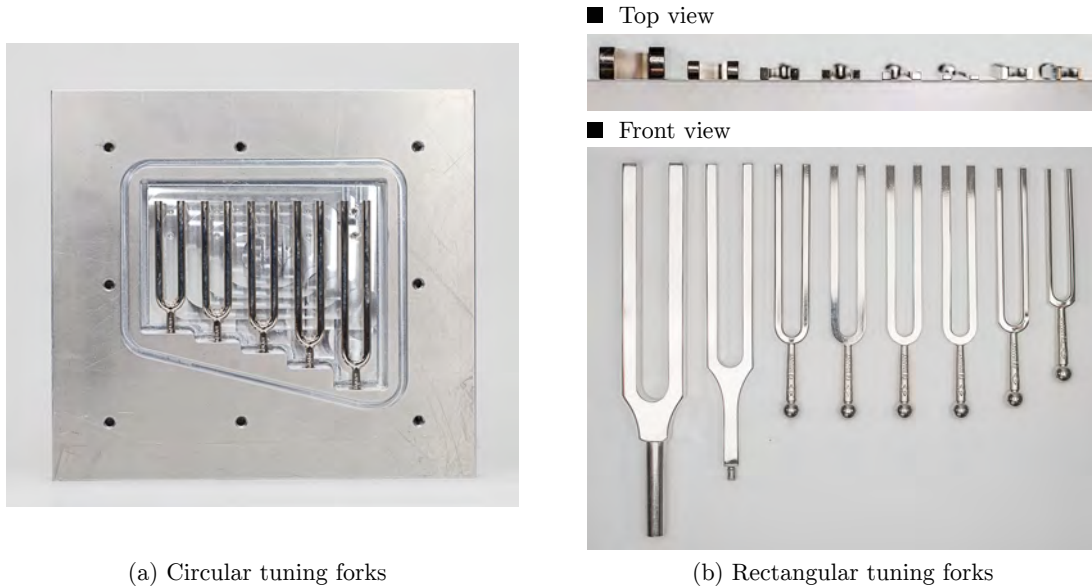 ■ Top view
■ Front view
(a) Circular tuning forks
(b) Rectangular tuning forks